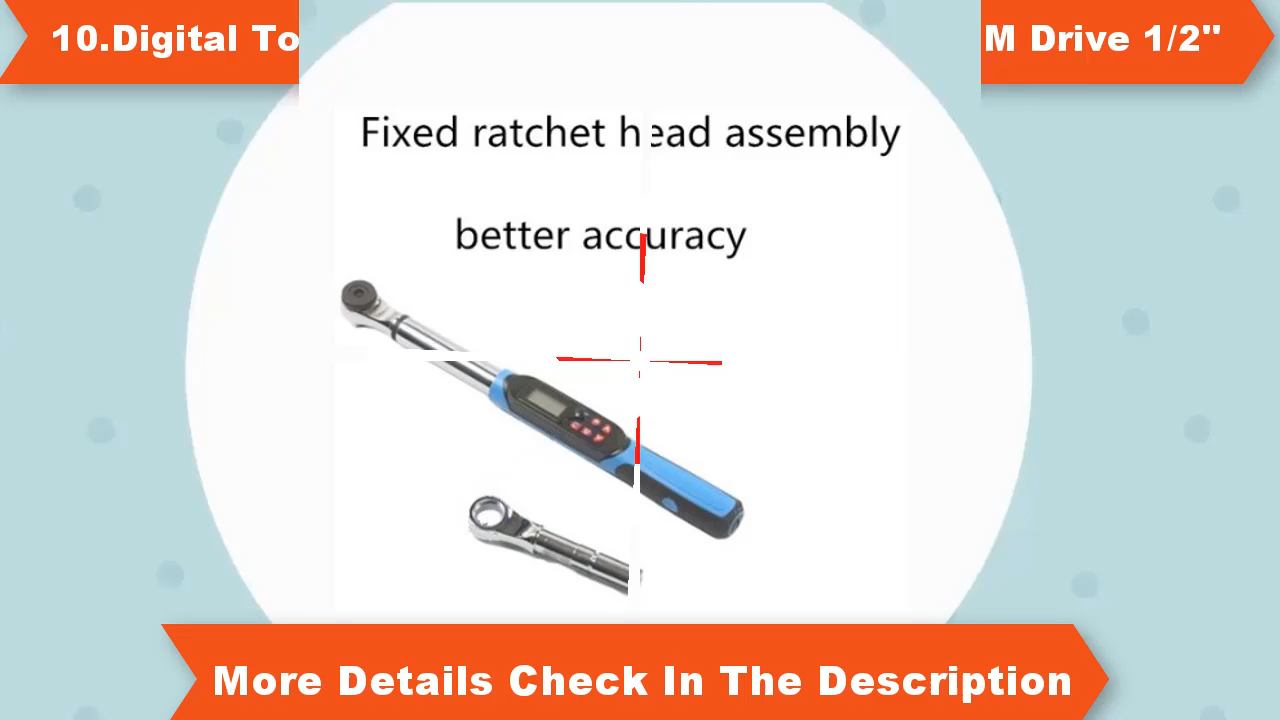 10.Digital To M Drive 1/2"
Fixed ratchet head assembly
better accuracy
More Details Check In The Description